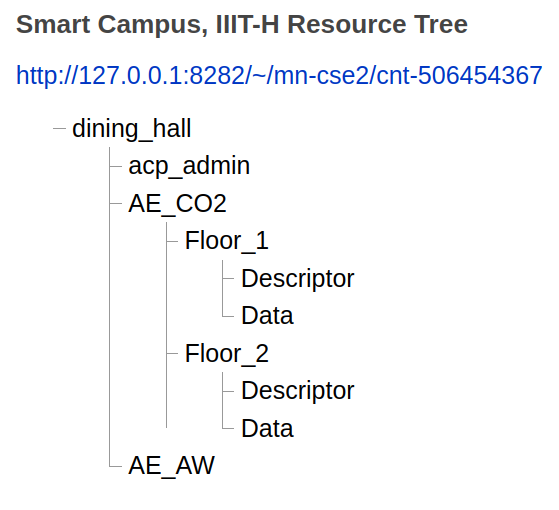 Smart Campus, IIIT-H Resource Tree
http://127.0.0.1:8282/~/mn-cse2/cnt-506454367
dining_hall
acp_admin
AE_CO2
Floor_1
Descriptor
Data
Floor_2
Descriptor
Data
AE_AW